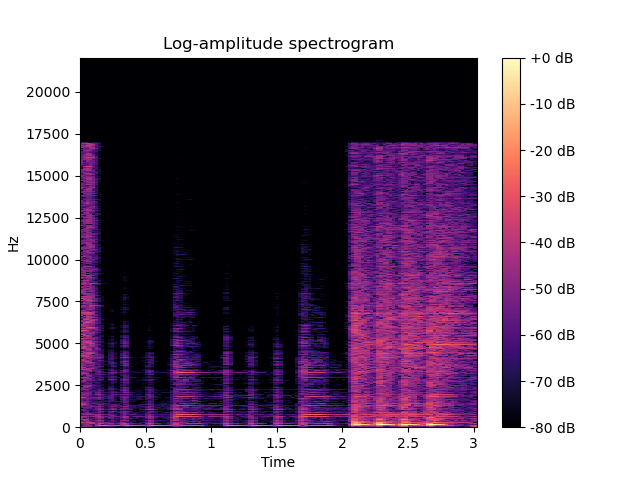 Log-amplitude spectrogram
Hz
20000
17500
15000
12500
10000
7500
5000
2500
0
0 0.5 1 1.5 2 2.5 3
Time
+0 dB
-10 dB
-20 dB
-30 dB
-40 dB
-50 dB
-60 dB
-70 dB
-80 dB